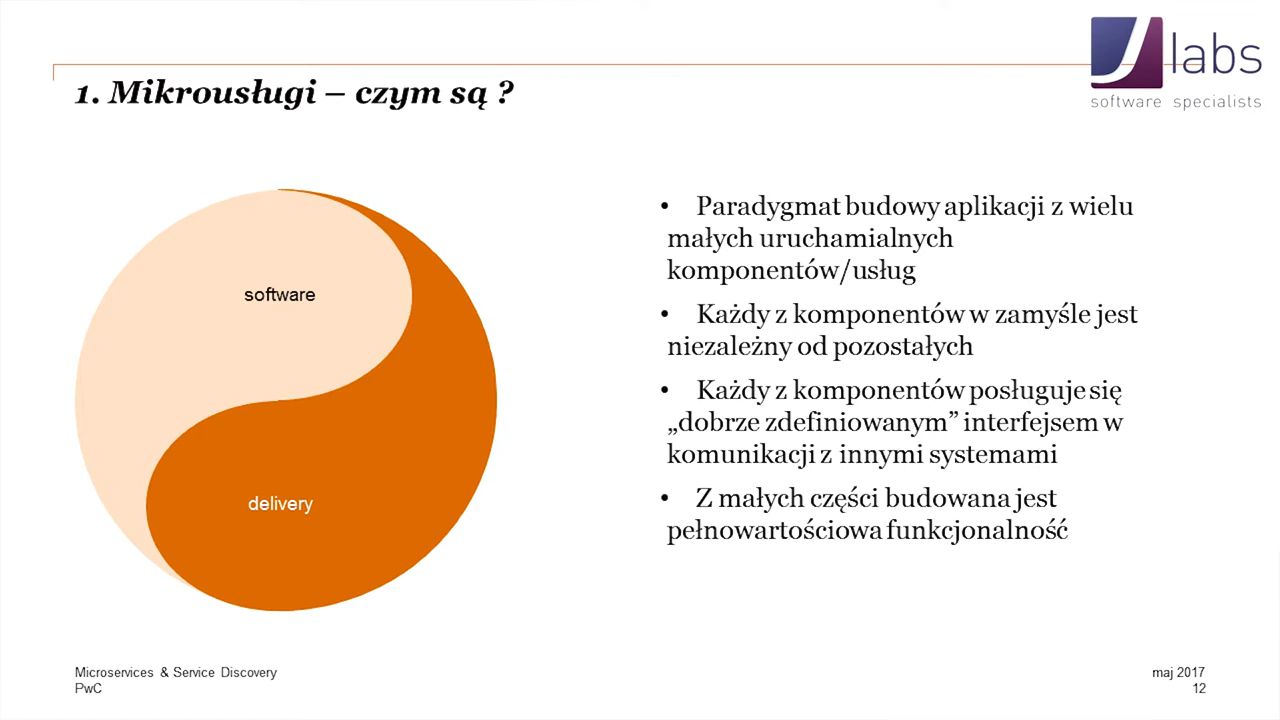 J labs
software specialists
1. Mikrousługi – czym są ?
software
delivery
• Paradygmat budowy aplikacji z wielu
małych uruchamialnych
komponentów/usług
• Każdy z komponentów w zamyśle jest
niezależny od pozostałych
• Każdy z komponentów posługuje się
„dobrze zdefiniowanym” interfejsem w
komunikacji z innymi systemami
• Z małych części budowana jest
pełnowartościowa funkcjonalność
Microservices & Service Discovery
PwC
maj 2017
12